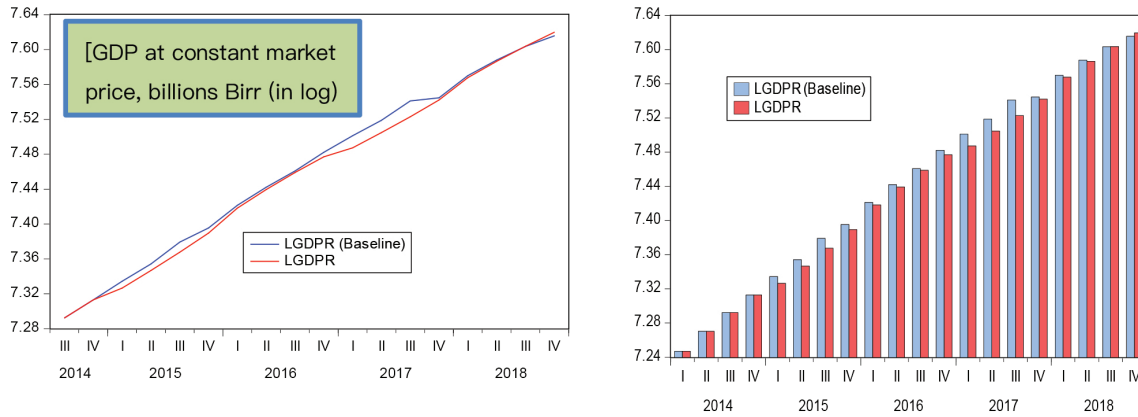 7.64
7.60
7.56
7.52
7.48
7.44
7.40
7.36
7.32
7.28
[GDP at constant market
price, billions Birr (in log)
LGDPR (Baseline)
LGDPR
III IV I II III IV I II III IV I II III IV I II III IV
2014 2015 2016 2017 2018
7.64
7.60
7.56
7.52
7.48
7.44
7.40
7.36
7.32
7.28
7.24
LGDPR (Baseline)
LGDPR
I II III IV I II III IV I II III IV I II III IV I II III IV
2014 2015 2016 2017 2018